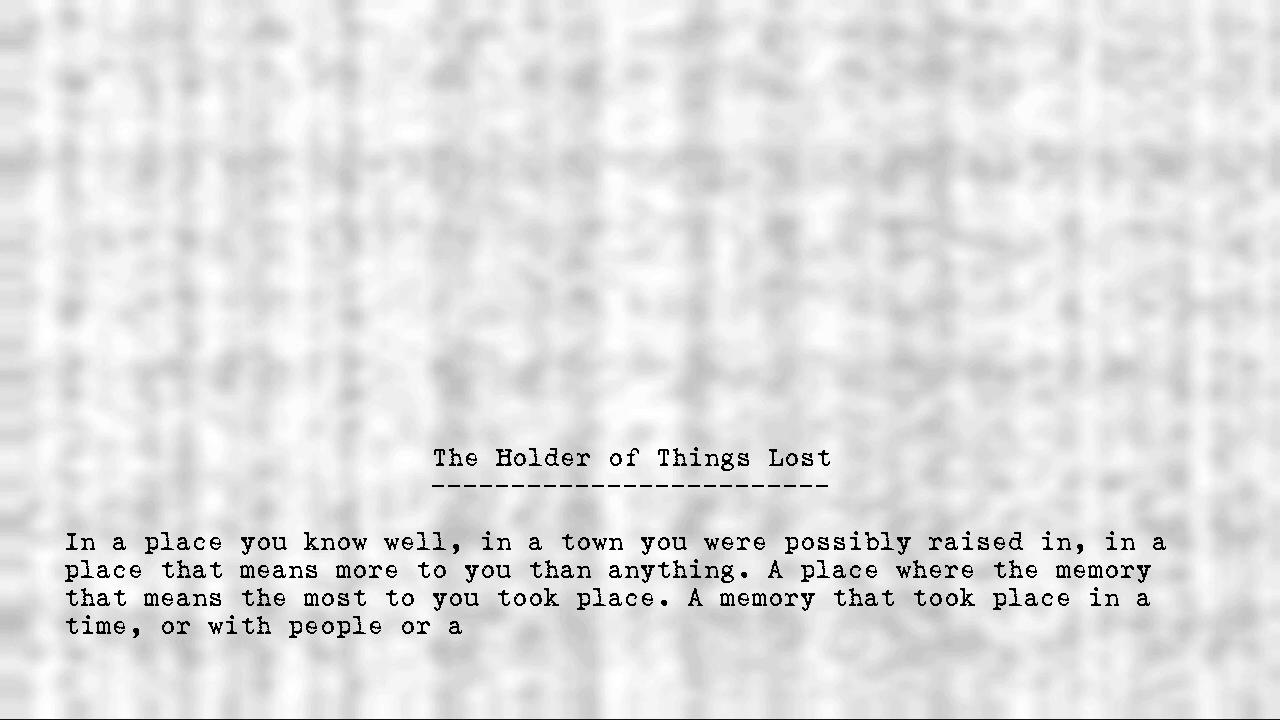 The Holder of Things Lost
-------------------------
In a place you know well, in a town you were possibly raised in, in a
place that means more to you than anything. A place where the memory
that means the most to you took place. A memory that took place in a
time, or with people or a